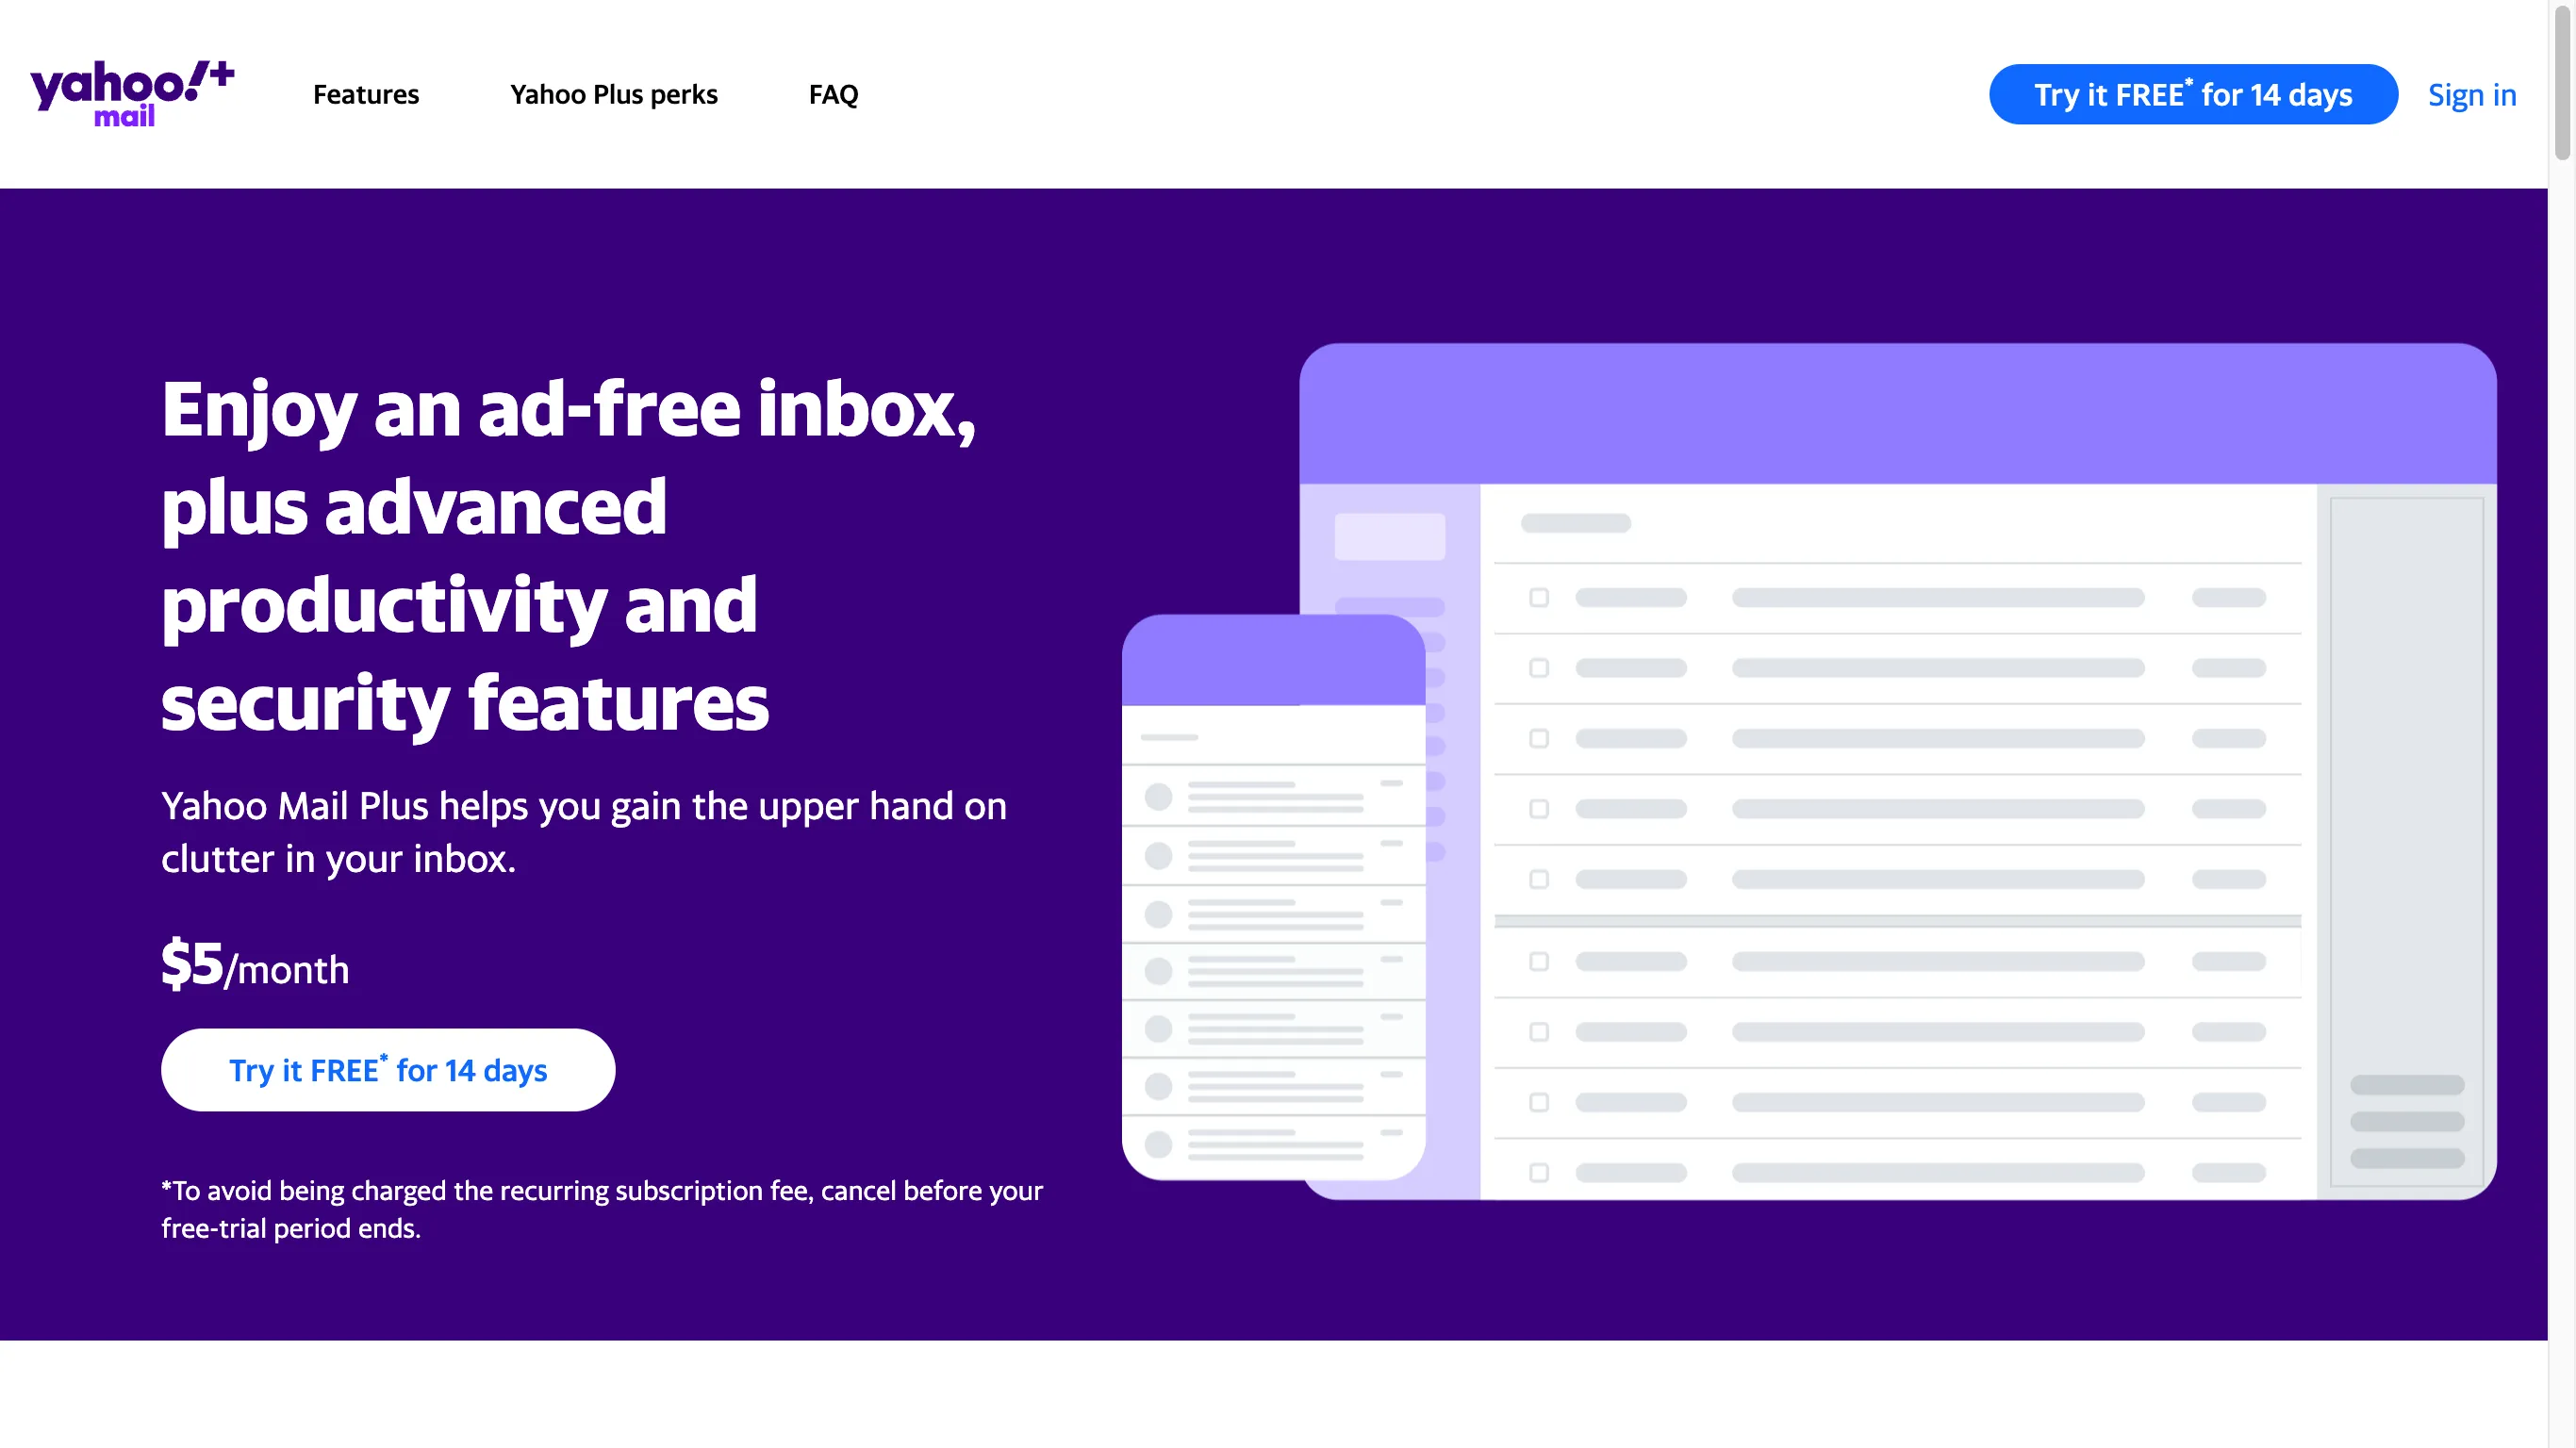 yahoo!+
mail
Features
Yahoo Plus perks
FAQ
Try it FREE* for 14 days
Sign in
Enjoy an ad-free inbox,
plus advanced
productivity and
security features
Yahoo Mail Plus helps you gain the upper hand on
clutter in your inbox.
$5/month
Try it FREE* for 14 days
*To avoid being charged the recurring subscription fee, cancel before your
free-trial period ends.